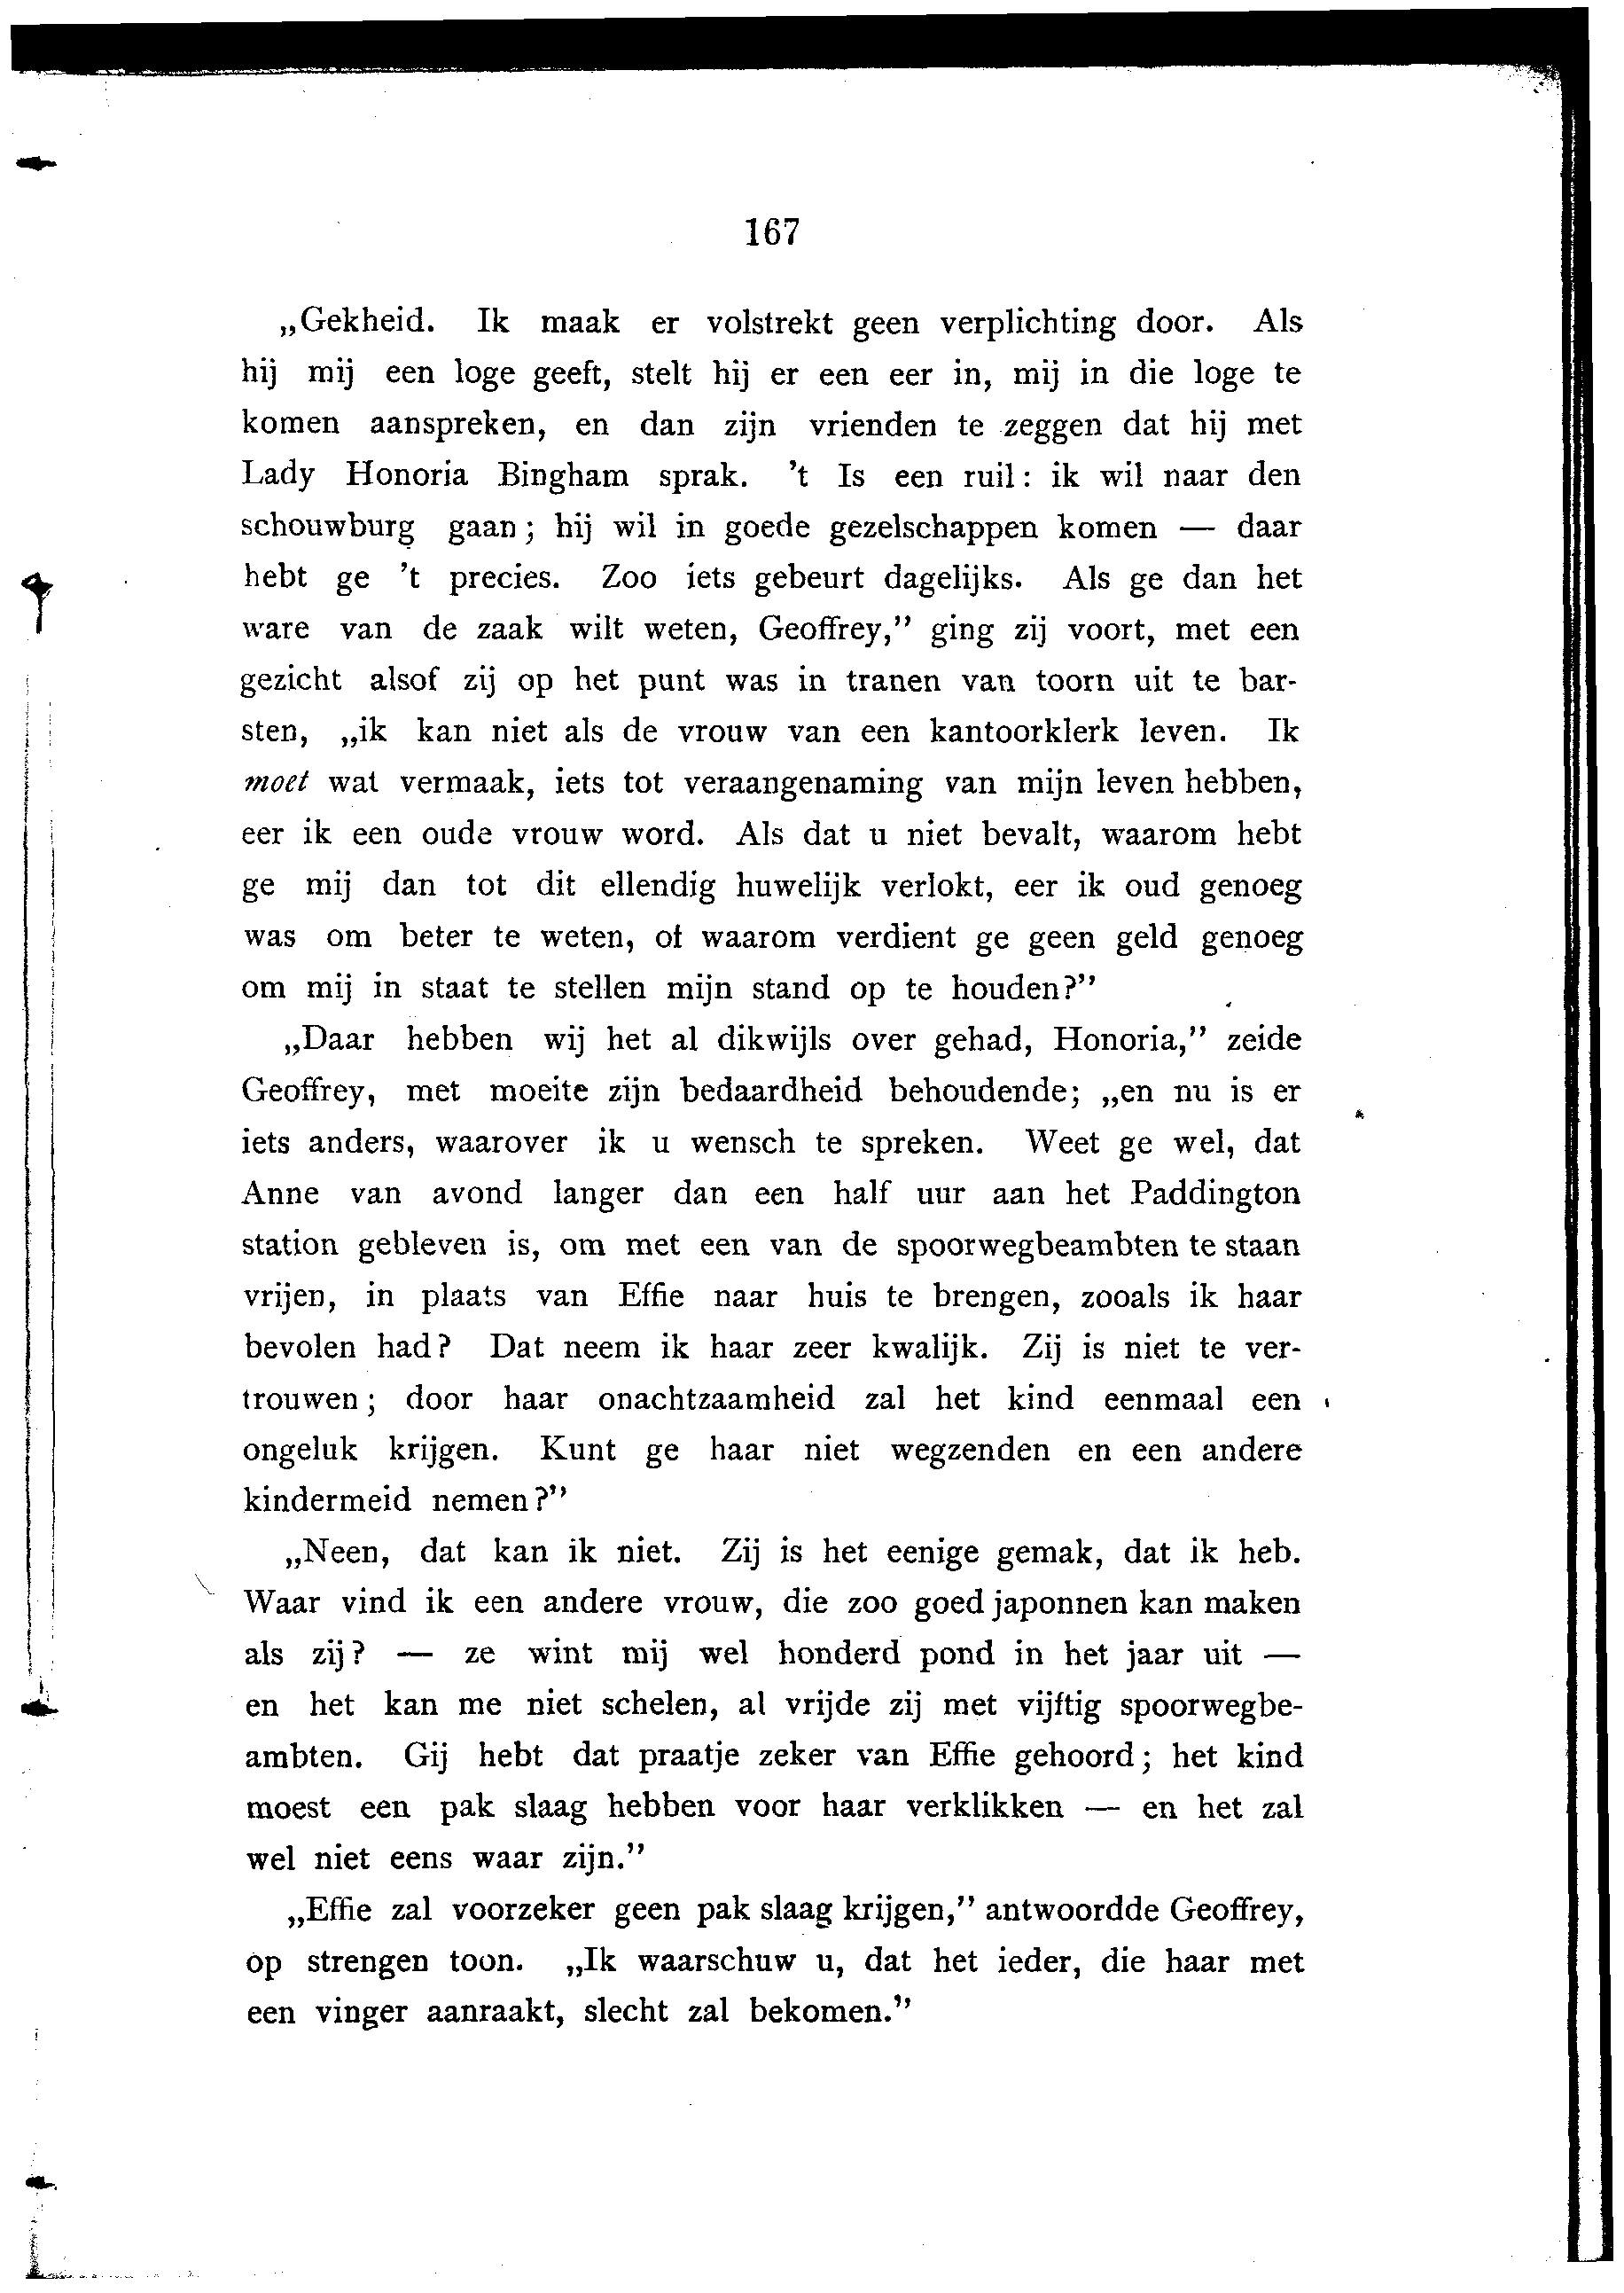 167
„Gekheid. Ik maak er volstrekt geen verplichting door. Als
hij mij een loge geeft, stelt hij er een eer in, mij in die loge te
komen aanspreken, en dan zijn vrienden te zeggen dat hij met
Lady Honoria Bingham sprak. 't Is een ruil: ik wil naar den
schouwburg gaan; hij wil in goede gezelschappen komen — daar
hebt ge 't precies. Zoo iets gebeurt dagelijks. Als ge dan het
ware van de zaak wilt weten, Geoffrey,” ging zij voort, met een
gezicht alsof zij op het punt was in tranen van toorn uit te bar-
sten, „ik kan niet als de vrouw van een kantoorklerk leven. Ik
moet wat vermaak, iets tot veraangenaming van mijn leven hebben,
eer ik een oude vrouw word. Als dat u niet bevalt, waarom hebt
ge mij dan tot dit ellendig huwelijk verlokt, eer ik oud genoeg
was om beter te weten, of waarom verdient ge geen geld genoeg
om mij in staat te stellen mijn stand op te houden?”
„Daar hebben wij het al dikwijls over gehad, Honoria,” zeide
Geoffrey, met moeite zijn bedaardheid behoudende; „en nu is er
iets anders, waarover ik u wensch te spreken. Weet ge wel, dat
Anne van avond langer dan een half uur aan het Paddington
station gebleven is, om met een van de spoorwegbeambten te staan
vrijen, in plaats van Effie naar huis te brengen, zooals ik haar
bevolen had? Dat neem ik haar zeer kwalijk. Zij is niet te ver-
trouwen; door haar onachtzaamheid zal het kind eenmaal een
ongeluk krijgen. Kunt ge haar niet wegzenden en een andere
kindermeid nemen?”
„Neen, dat kan ik niet. Zij is het eenige gemak, dat ik heb.
Waar vind ik een andere vrouw, die zoo goed japonnen kan maken
als zij? — ze wint mij wel honderd pond in het jaar uit —
en het kan me niet schelen, al vrijde zij met vijftig spoorwegbe-
ambten. Gij hebt dat praatje zeker van Effie gehoord; het kind
moest een pak slaag hebben voor haar verklikken — en het zal
wel niet eens waar zijn.”
„Effie zal voorzeker geen pak slaag krijgen,” antwoordde Geoffrey,
op strengen toon. „Ik waarschuw u, dat het ieder, die haar met
een vinger aanraakt, slecht zal bekomen.”